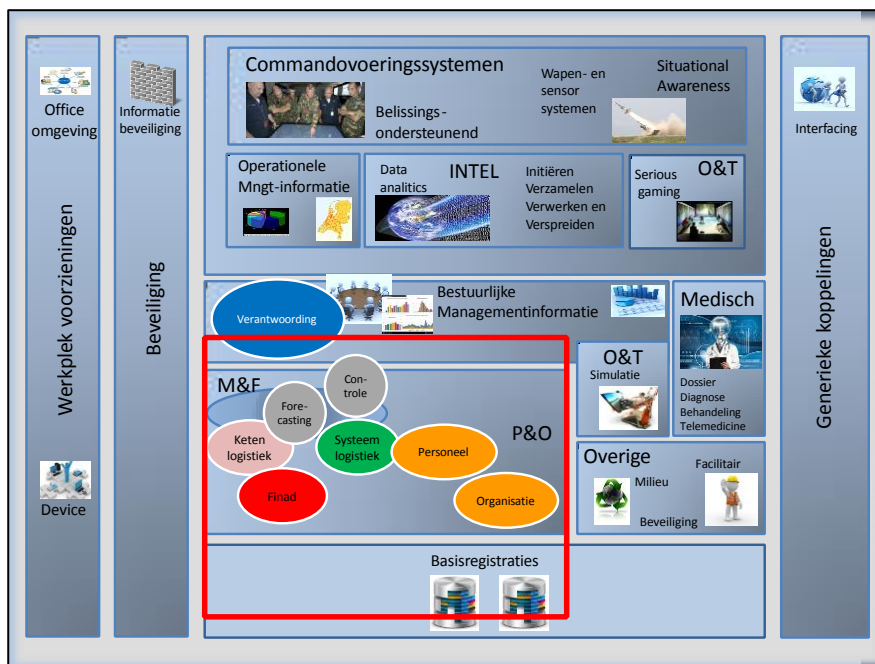 Office
omgeving
Werkplek voorzieningen
Device
Informatie
beveiliging
Beveiliging
Commandovoeringssystemen
Belissings-
ondersteunend
Wapen- en
sensor
systemen
Situational
Awareness
Operationele
Mngt-informatie
Data
analitics
INTEL
Initiëren
Verzamelen
Verwerken en
Verspreiden
Serious
gaming
O&T
Verantwoording
Bestuurlijke
Managementinformatie
Medisch
Dossier
Diagnose
Behandeling
Telemedicine
O&T
Simulatie
M&F
Con-
trole
Fore-
casting
Keten
logistiek
Systeem
logistiek
Personeel
P&O
Finad
Organisatie
Overige
Facilitair
Milieu
Beveiliging
Basisregistraties
Interfacing
Generieke koppelingen